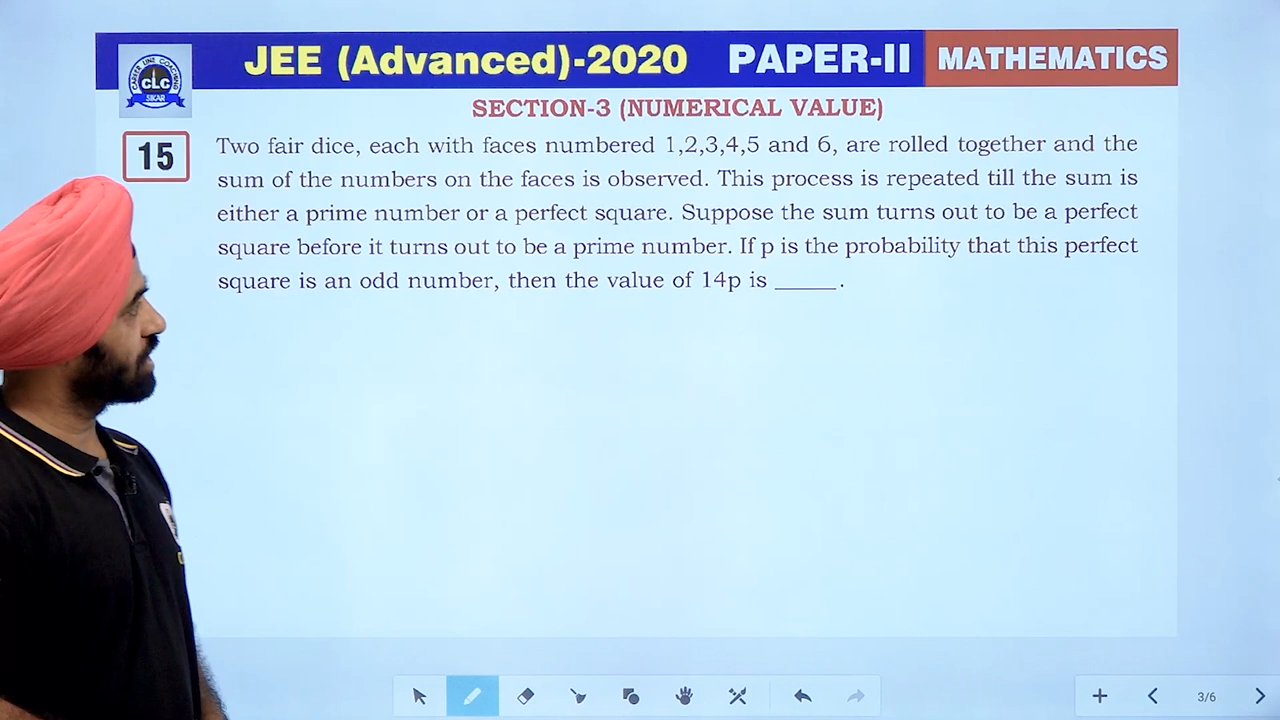 JEE (Advanced)-2020 PAPER-II MATHEMATICS
CAREER LINE COACHING
CLC
SIKAR
SECTION-3 (NUMERICAL VALUE)
15
Two fair dice, each with faces numbered 1,2,3,4,5 and 6, are rolled together and the
sum of the numbers on the faces is observed. This process is repeated till the sum is
either a prime number or a perfect square. Suppose the sum turns out to be a perfect
square before it turns out to be a prime number. If p is the probability that this perfect
square is an odd number, then the value of 14p is _____.
3/6